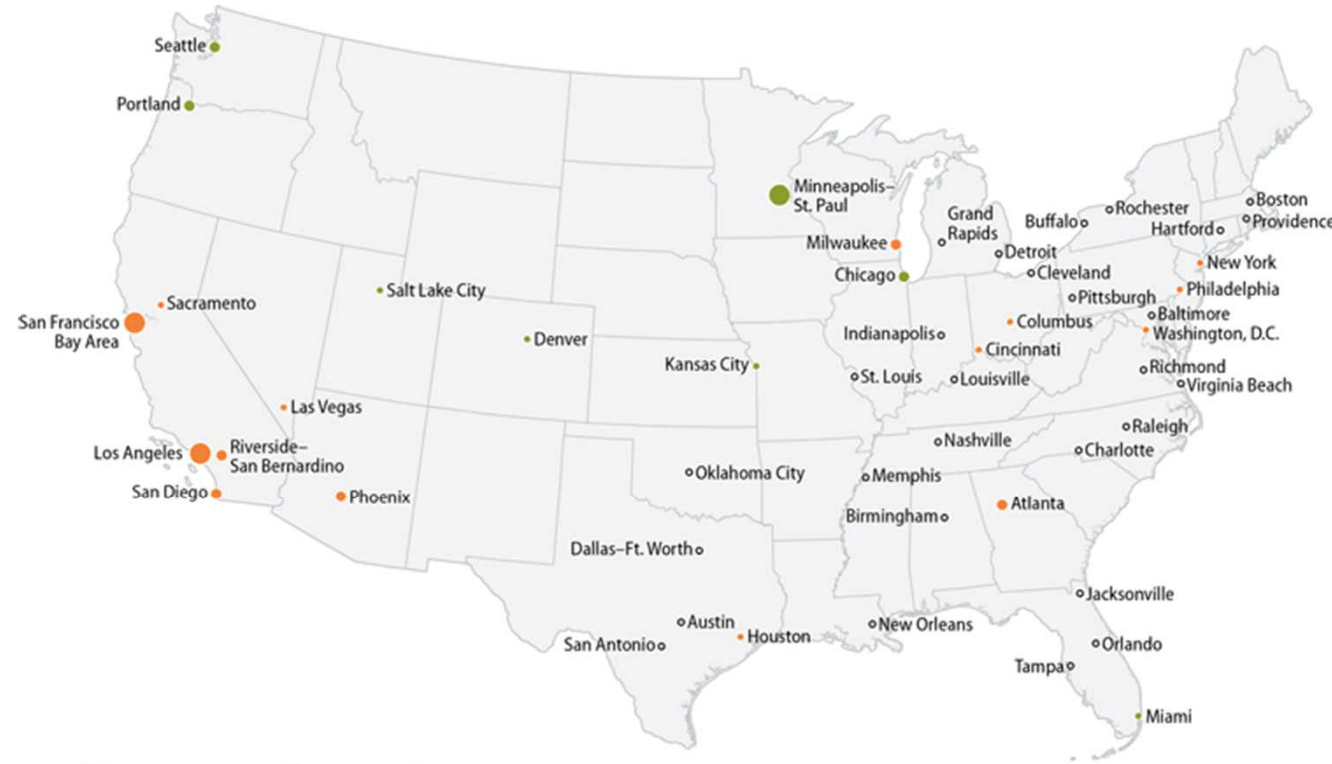 Seattle
Portland
Minneapolis–
St. Paul
Milwaukee
Grand
Rapids
Buffalo
Rochester
Boston
Providence
Hartford
Detroit
Chicago
Cleveland
New York
Salt Lake City
Sacramento
San Francisco
Bay Area
Pittsburgh
Philadelphia
Columbus
Baltimore
Washington, D.C.
Indianapolis
Denver
Cincinnati
Kansas City
St. Louis
Louisville
Richmond
Virginia Beach
Las Vegas
Raleigh
Nashville
Charlotte
Los Angeles
Riverside–
San Bernardino
Oklahoma City
Memphis
San Diego
Phoenix
Atlanta
Birmingham
Dallas–Ft. Worth
Jacksonville
Austin
New Orleans
Houston
San Antonio
Orlando
Tampa
Miami